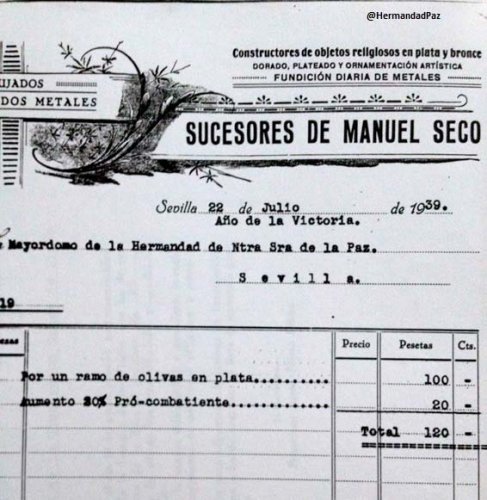 @HermandadPaz
Constructores de objetos religiosos en plata y bronce
DORADO, PLATEADO Y ORNAMENTACIÓN ARTÍSTICA
FUNDICIÓN DIARIA DE METALES
UJADOS
DOS METALES
SUCESORES DE MANUEL SECO
Sevilla 22 de Julio de 1939.
Año de la Victoria.
Mayordomo de la Hermandad de Ntra Sra de la Paz.
Sevilla.
19
esas Precio Pesetas Cts.
Por un ramo de olivas en plata.......... 100 -
Aumento 20% Pró-combatiente............. 20 -
Total 120 -